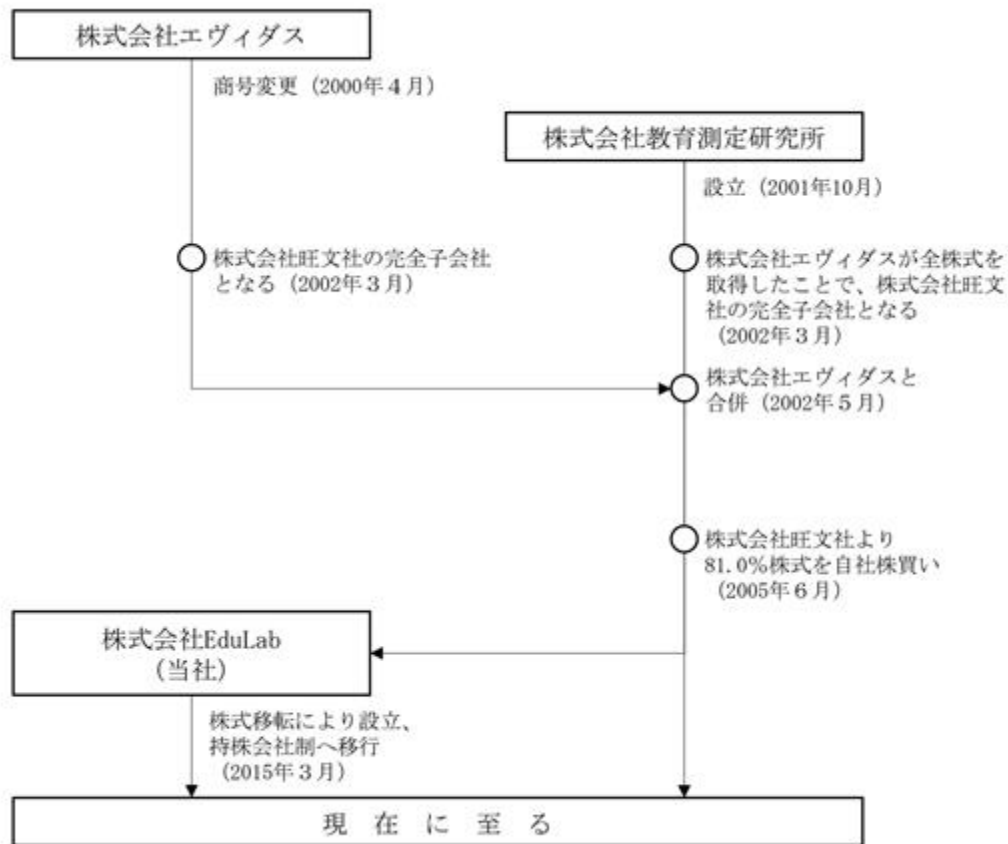 株式会社エヴィダス
商号変更（2000年４月）
株式会社教育測定研究所
設立（2001年10月）
株式会社旺文社の完全子会社
となる（2002年３月）
株式会社エヴィダスが全株式を
取得したことで、株式会社旺文
社の完全子会社となる
（2002年３月）
株式会社エヴィダスと
合併（2002年５月）
株式会社旺文社より
81.0％株式を自社株買い
（2005年６月）
株式会社EduLab
（当社）
株式移転により設立、
持株会社制へ移行
（2015年３月）
現　在　に　至　る